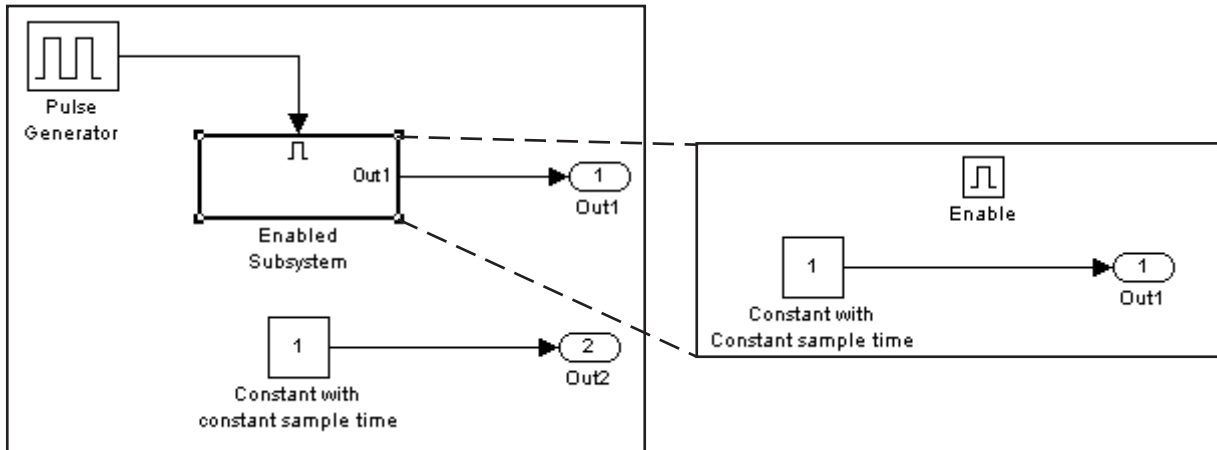 Pulse
Generator
Out1
1
Out1
Enabled
Subsystem
1
2
Out2
Constant with
constant sample time
Enable
1
1
Out1
Constant with
Constant sample time